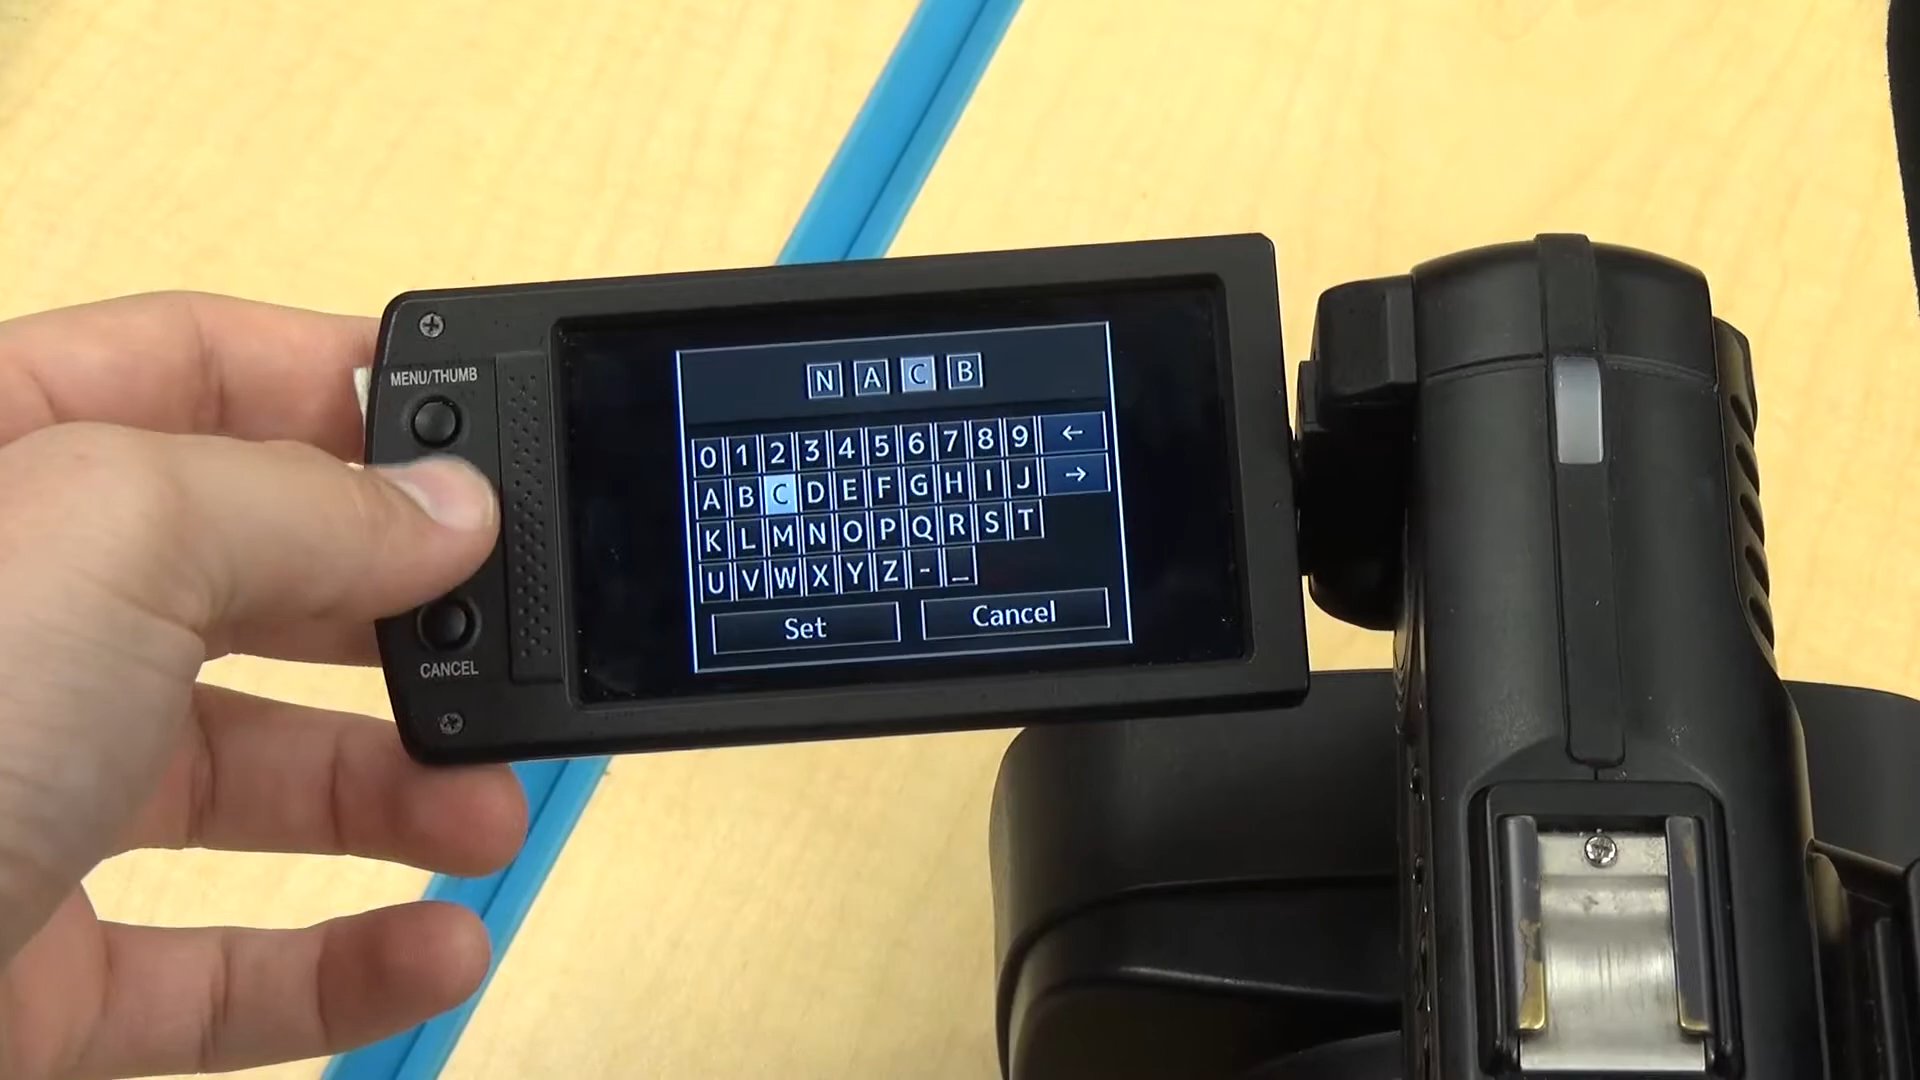 MENU/THUMB
CANCEL
N A C B
0 1 2 3 4 5 6 7 8 9 ←
A B C D E F G H I J →
K L M N O P Q R S T
U V W X Y Z - _
Set Cancel